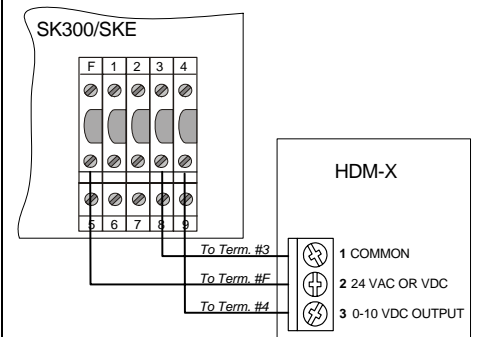 SK300/SKE
F 1 2 3 4
5 6 7 8 9
HDM-X
To Term. #3
1 COMMON
To Term. #F
2 24 VAC OR VDC
To Term. #4
3 0-10 VDC OUTPUT